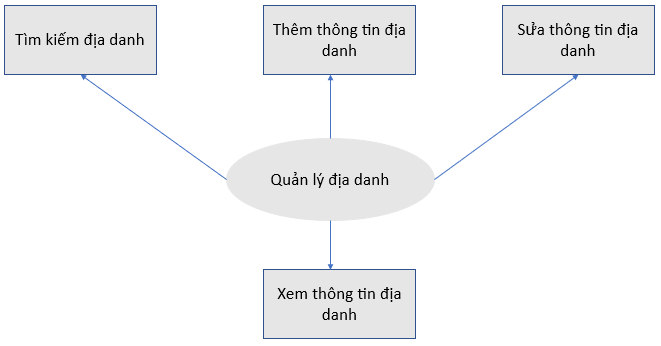 Tìm kiếm địa danh
Thêm thông tin địa
danh
Sửa thông tin địa
danh
Quản lý địa danh
Xem thông tin địa
danh